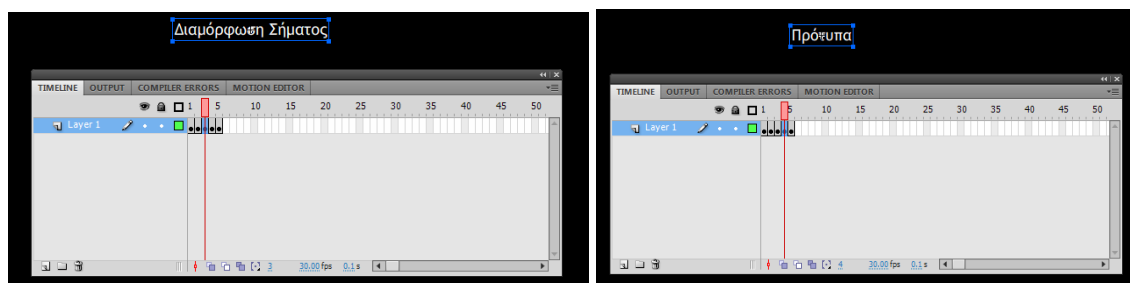 Διαμόρφωση Σήματος
TIMELINE OUTPUT COMPILER ERRORS MOTION EDITOR
1 5 10 15 20 25 30 35 40 45 50
Layer 1
3 30.00 fps 0.1 s
Πρότυπα
TIMELINE OUTPUT COMPILER ERRORS MOTION EDITOR
1 5 10 15 20 25 30 35 40 45 50
Layer 1
4 30.00 fps 0.1 s